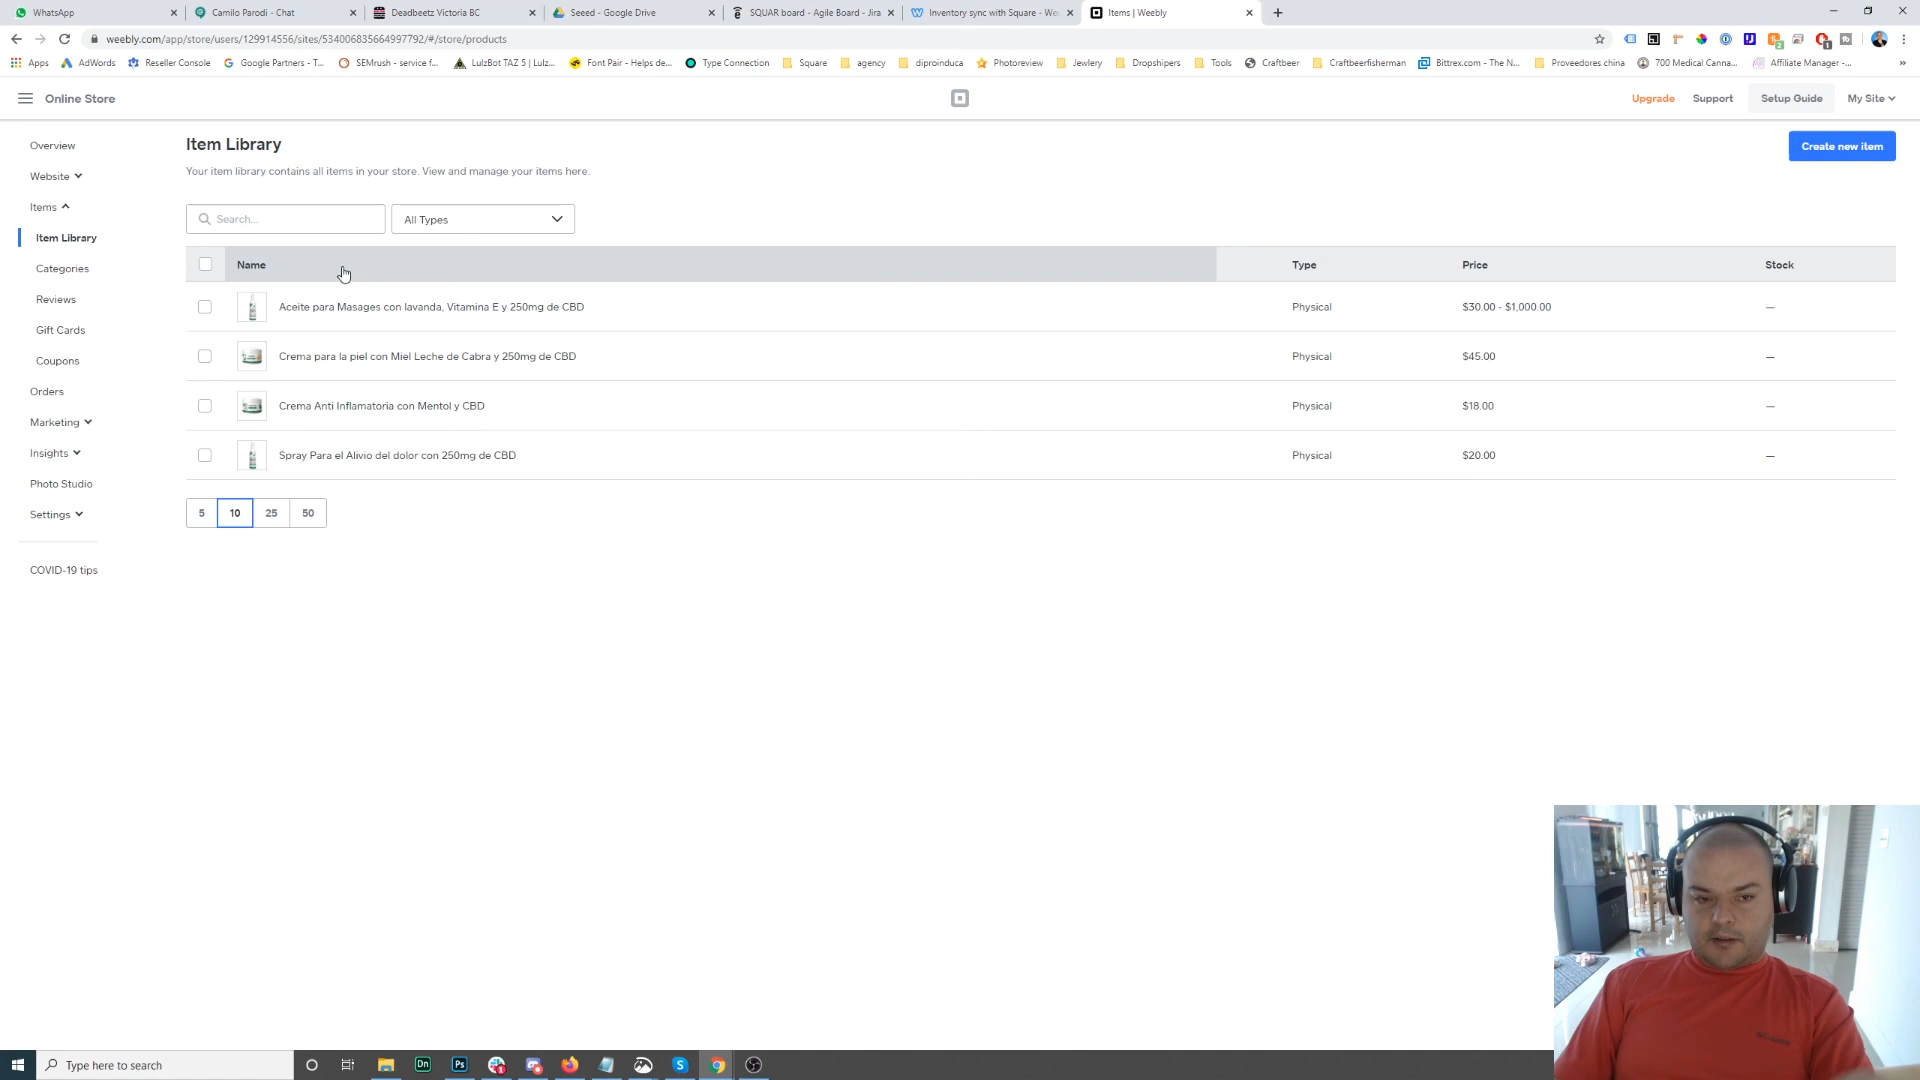 WhatsApp
Camilo Parodi - Chat
Deadbeetz Victoria BC
Seeed - Google Drive
SQUAR board - Agile Board - Jira
Inventory sync with Square - We
Items | Weebly
weebly.com/app/store/users/129914556/sites/534006835664997792/#/store/products
Apps
AdWords
Reseller Console
Google Partners - T...
SEMrush - service f...
LulzBot TAZ 5 | Lulz...
Font Pair - Helps de...
Type Connection
Square
agency
diproinduca
Photoreview
Jewlery
Dropshipers
Tools
Craftbeer
Craftbeerfisherman
Bittrex.com - The N...
Proveedores china
700 Medical Canna...
Affiliate Manager -...
»
Online Store
Upgrade
Support
Setup Guide
My Site
Overview
Website
Items
Item Library
Categories
Reviews
Gift Cards
Coupons
Orders
Marketing
Insights
Photo Studio
Settings
COVID-19 tips
Item Library
Create new item
Your item library contains all items in your store. View and manage your items here.
Search...
All Types
Name Type Price Stock
Aceite para Masages con lavanda, Vitamina E y 250mg de CBD Physical $30.00 - $1,000.00 —
Crema para la piel con Miel Leche de Cabra y 250mg de CBD Physical $45.00 —
Crema Anti Inflamatoria con Mentol y CBD Physical $18.00 —
Spray Para el Alivio del dolor con 250mg de CBD Physical $20.00 —
5 10 25 50
Type here to search
Dn
Ps